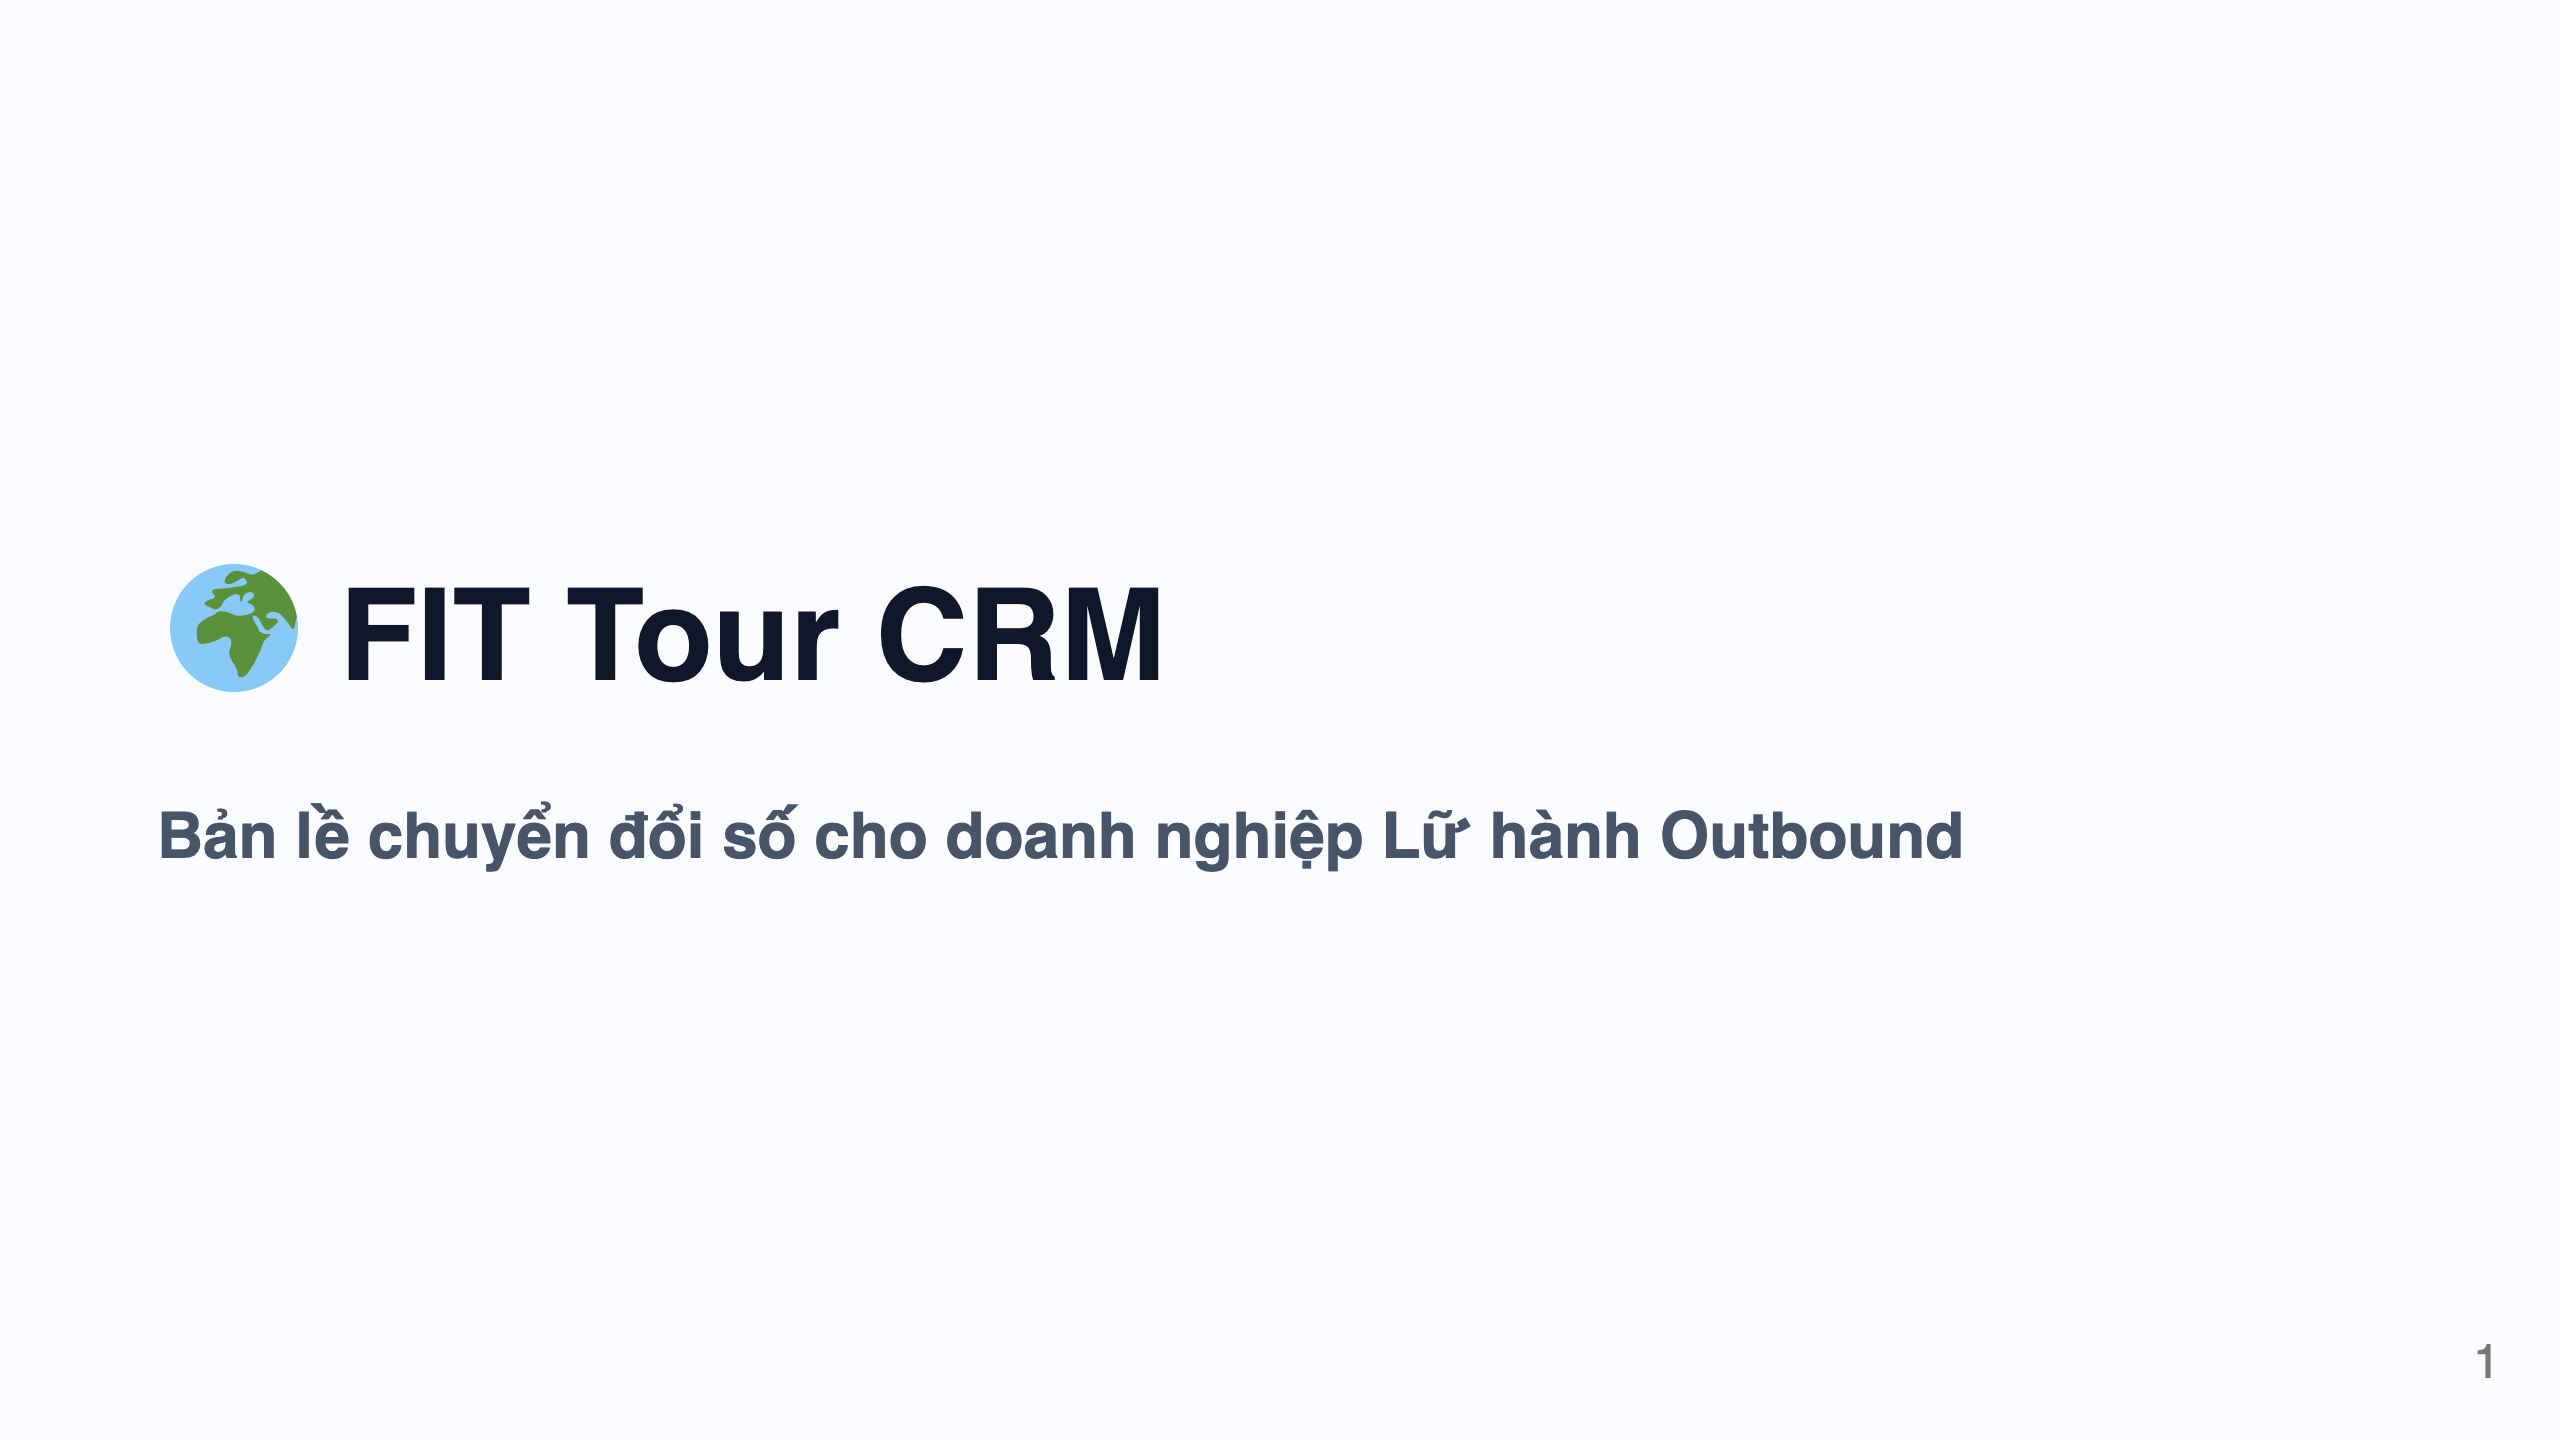 FIT Tour CRM
Bản lề chuyển đổi số cho doanh nghiệp Lữ hành Outbound
1